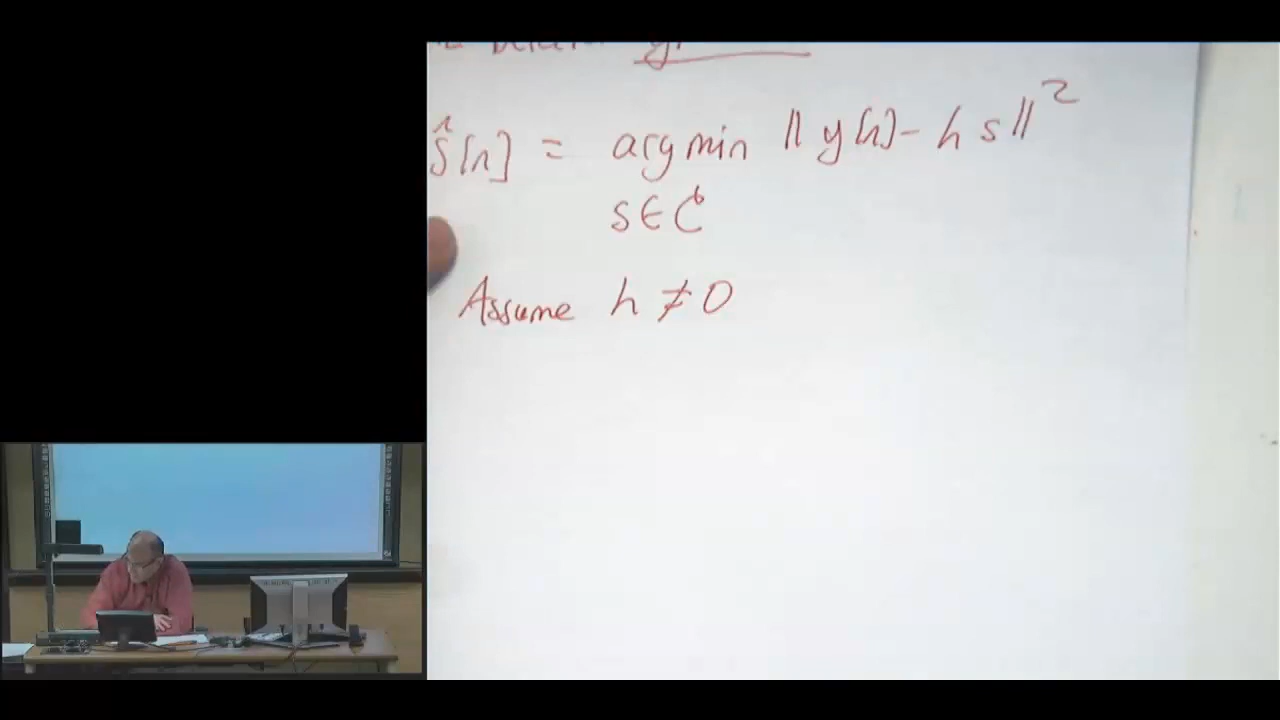 ŝ[n] = argmin || y[n] - h s ||²
s ∈ C
Assume h ≠ 0